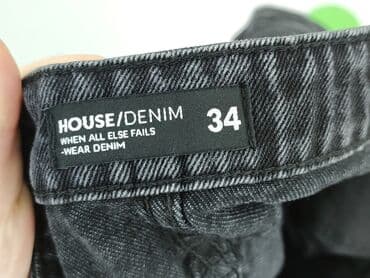 HOUSE/DENIM 34
WHEN ALL ELSE FAILS
-WEAR DENIM